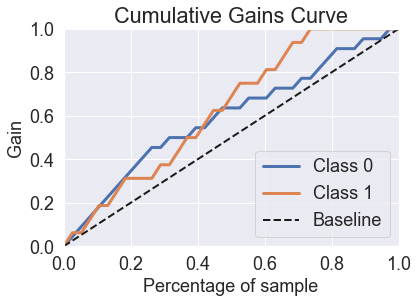 Cumulative Gains Curve
1.0
0.8
0.6
0.4
0.2
0.0
Gain
Class 0
Class 1
Baseline
0.0 0.2 0.4 0.6 0.8 1.0
Percentage of sample